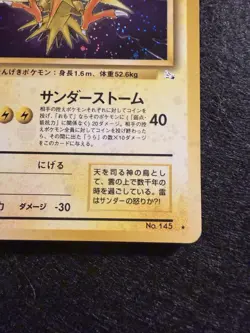 んげきポケモン：身長1.6m、体重52.6kg
サンダーストーム
40
相手の控えポケモンそれぞれに対してコインを
投げ、「おもて」ならそのポケモンに（「弱点・
抵抗力」に関係なく）20ダメージ。相手の控え
ポケモン全員に対してコインを投げ終わった
ら、その間に出た「うら」の数×10ダメージ
をこのカードに与える。
にげる
力 ダメージ -30
天を司る神の鳥とし
て、雲の上で数千年の
時を過ごしている。雷
はサンダーの怒りか?!
No. 145